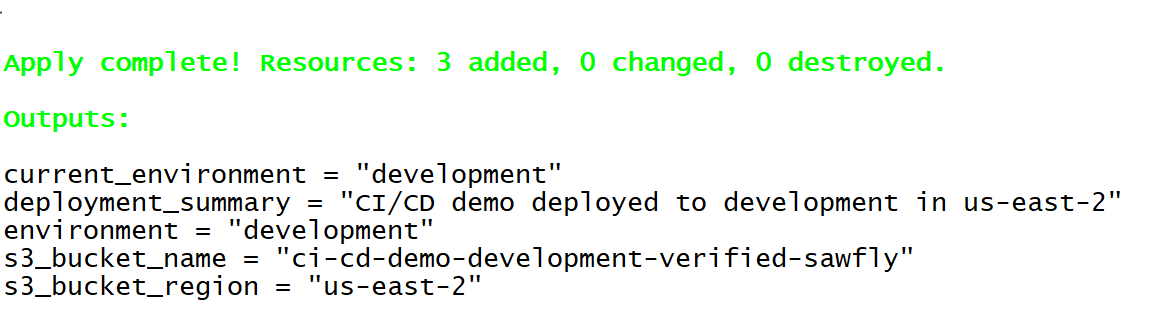 Apply complete! Resources: 3 added, 0 changed, 0 destroyed.
Outputs:
current_environment = "development"
deployment_summary = "CI/CD demo deployed to development in us-east-2"
environment = "development"
s3_bucket_name = "ci-cd-demo-development-verified-sawfly"
s3_bucket_region = "us-east-2"